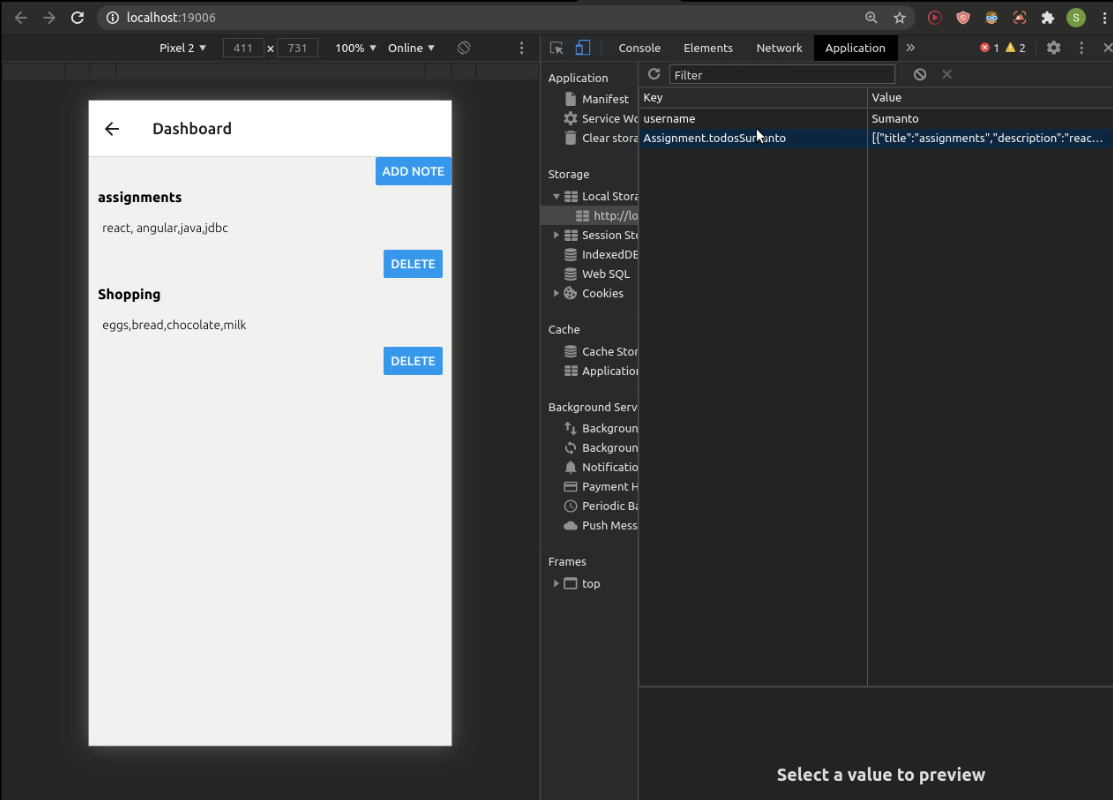 localhost:19006
S
Pixel 2 ▼ 411 x 731 100% ▼ Online ▼
Console Elements Network Application » 1 2
Application
Manifest
Service Wo
Clear stora
Storage
Local Stora
http://lo
Session Sto
IndexedDB
Web SQL
Cookies
Cache
Cache Stor
Application
Background Serv
Backgroun
Backgroun
Notificatio
Payment H
Periodic Ba
Push Mess
Frames
top
Filter
Key Value
username Sumanto
Assignment.todosSumanto [{"title":"assignments","description":"reac…
Select a value to preview
Dashboard
ADD NOTE
assignments
react, angular,java,jdbc
DELETE
Shopping
eggs,bread,chocolate,milk
DELETE